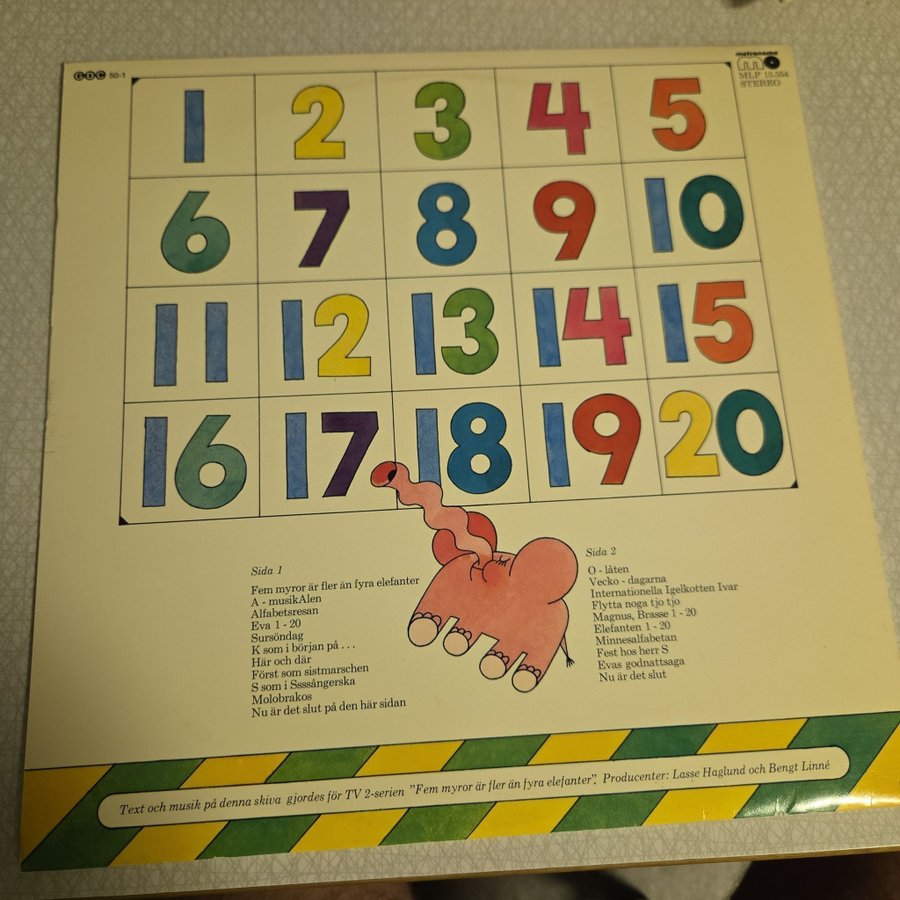 GDC 50-1
metronome
MLP 15.554
STEREO
1 2 3 4 5
6 7 8 9 10
11 12 13 14 15
16 17 18 19 20
Sida 1
Fem myror är fler än fyra elefanter
A - musikAlen
Alfabetsresan
Eva 1 - 20
Sursöndag
K som i början på . . .
Här och där
Först som sistmarschen
S som i Ssssångerska
Molobrakos
Nu är det slut på den här sidan
Sida 2
O - låten
Vecko - dagarna
Internationella Igelkotten Ivar
Flytta noga tjo tjo
Magnus, Brasse 1 - 20
Elefanten 1 - 20
Minnesalfabetan
Fest hos herr S
Evas godnattsaga
Nu är det slut
Text och musik på denna skiva gjordes för TV 2-serien "Fem myror är fler än fyra elefanter". Producenter: Lasse Haglund och Bengt Linné